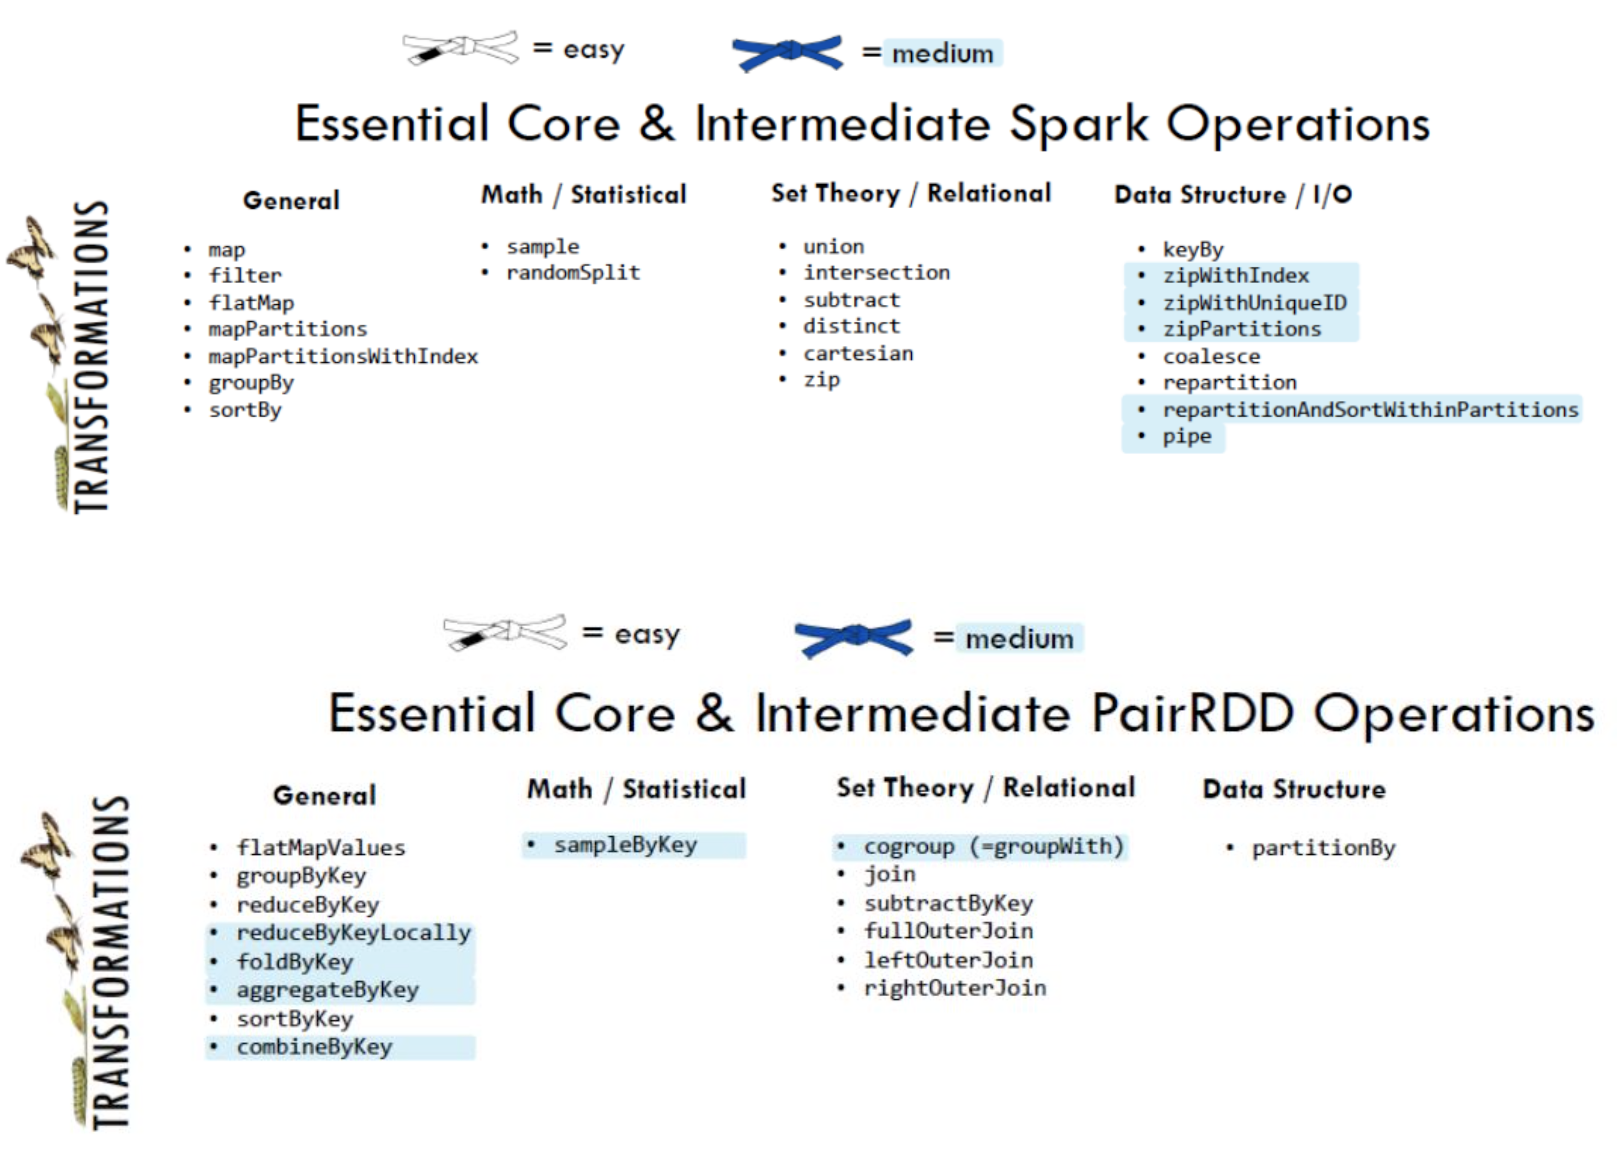 = easy
= medium
Essential Core & Intermediate Spark Operations
TRANSFORMATIONS
General
• map
• filter
• flatMap
• mapPartitions
• mapPartitionsWithIndex
• groupBy
• sortBy
Math / Statistical
• sample
• randomSplit
Set Theory / Relational
• union
• intersection
• subtract
• distinct
• cartesian
• zip
Data Structure / I/O
• keyBy
• zipWithIndex
• zipWithUniqueID
• zipPartitions
• coalesce
• repartition
• repartitionAndSortWithinPartitions
• pipe
= easy
= medium
Essential Core & Intermediate PairRDD Operations
TRANSFORMATIONS
General
• flatMapValues
• groupByKey
• reduceByKey
• reduceByKeyLocally
• foldByKey
• aggregateByKey
• sortByKey
• combineByKey
Math / Statistical
• sampleByKey
Set Theory / Relational
• cogroup (=groupWith)
• join
• subtractByKey
• fullOuterJoin
• leftOuterJoin
• rightOuterJoin
Data Structure
• partitionBy